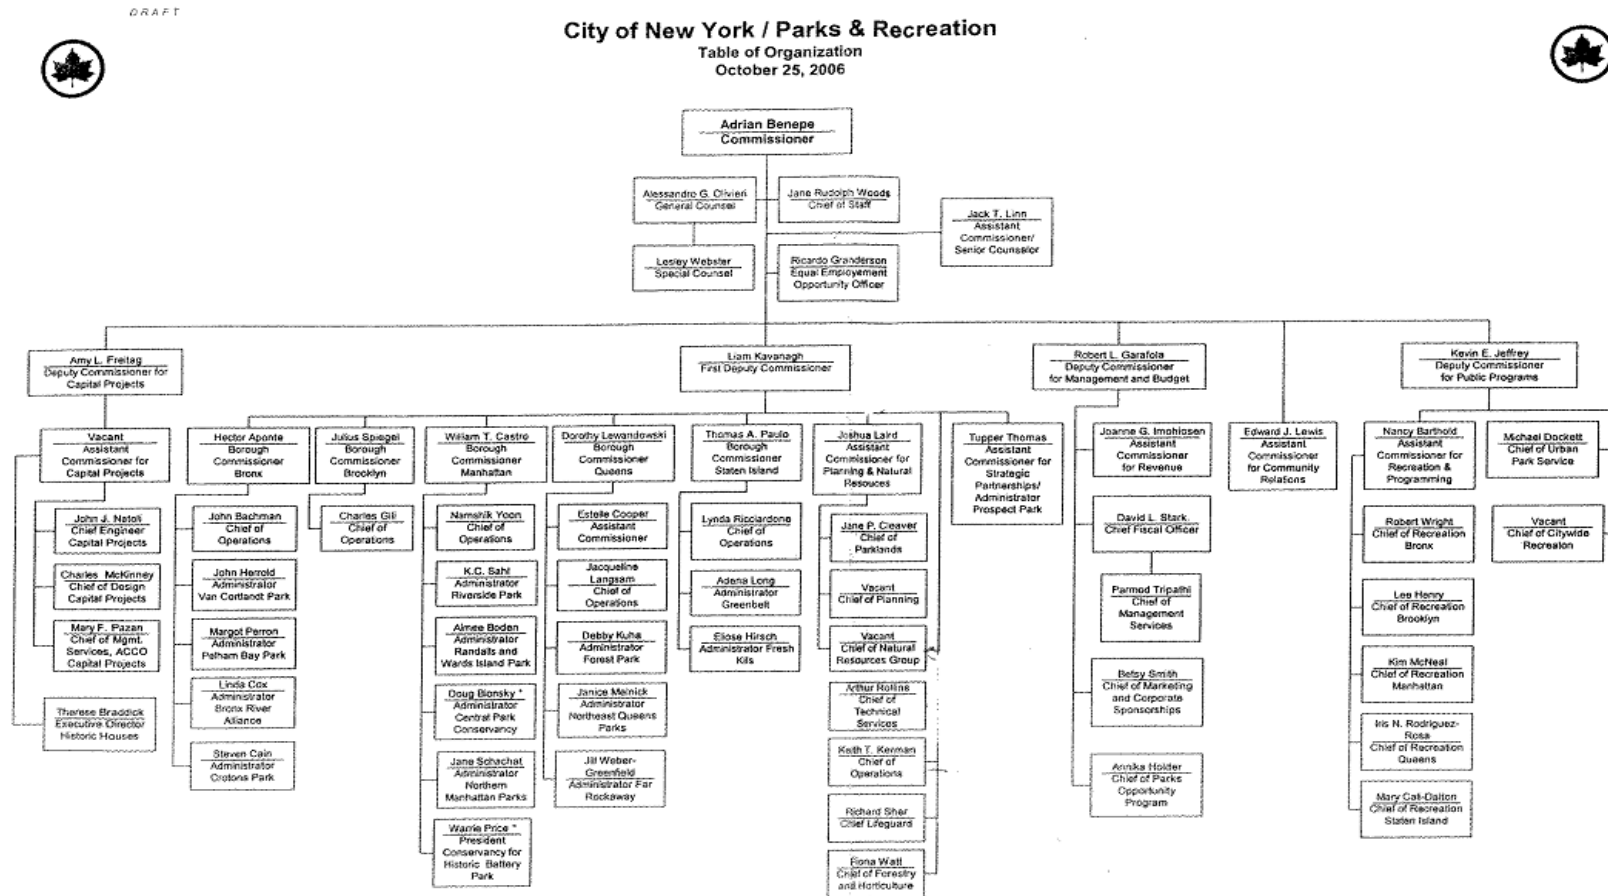 DRAFT
City of New York / Parks & Recreation
Table of Organization
October 25, 2006
Adrian Benepe
Commissioner
Alessandro G. Olivieri
General Counsel
Jane Rudolph Woods
Chief of Staff
Jack T. Linn
Assistant
Commissioner/
Senior Counselor
Lesley Webster
Special Counsel
Ricardo Granderson
Equal Employement
Opportunity Officer
Amy L. Freitag
Deputy Commissioner for
Capital Projects
Liam Kavanagh
First Deputy Commissioner
Robert L. Garafola
Deputy Commissioner
for Management and Budget
Kevin E. Jeffrey
Deputy Commissioner
for Public Programs
Vacant
Assistant
Commissioner for
Capital Projects
John J. Natoli
Chief Engineer
Capital Projects
Charles McKinney
Chief of Design
Capital Projects
Mary F. Pazan
Chief of Mgmt.
Services, ACCO
Capital Projects
Therese Braddick
Executive Director
Historic Houses
Hector Aponte
Borough
Commissioner
Bronx
John Bachman
Chief of
Operations
John Herrold
Administrator
Van Cortlandt Park
Margot Perron
Administrator
Pelham Bay Park
Linda Cox
Administrator
Bronx River
Alliance
Steven Cain
Administrator
Crotona Park
Julius Spiegel
Borough
Commissioner
Brooklyn
Charles Gili
Chief of
Operations
William T. Castro
Borough
Commissioner
Manhattan
Namshik Yoon
Chief of
Operations
K.C. Sahl
Administrator
Riverside Park
Aimee Boden
Administrator
Randalls and
Wards Island Park
Doug Blonsky *
Administrator
Central Park
Conservancy
Jane Schachat
Administrator
Northern
Manhattan Parks
Warrie Price *
President
Conservancy for
Historic Battery
Park
Dorothy Lewandowski
Borough
Commissioner
Queens
Estelle Cooper
Assistant
Commissioner
Jacqueline
Langsam
Chief of
Operations
Debby Kuha
Administrator
Forest Park
Janice Melnick
Administrator
Northeast Queens
Parks
Jill Weber-
Greenfield
Administrator Far
Rockaway
Thomas A. Paulo
Borough
Commissioner
Staten Island
Lynda Ricciardone
Chief of
Operations
Adena Long
Administrator
Greenbelt
Eliose Hirsch
Administrator Fresh
Kils
Joshua Laird
Assistant
Commissioner for
Planning & Natural
Resouces
Jane P. Cleaver
Chief of
Parklands
Vacant
Chief of Planning
Vacant
Chief of Natural
Resources Group
Arthur Rollins
Chief of
Technical
Services
Keith T. Kerman
Chief of
Operations
Richard Sher
Chief Lifeguard
Fiona Watt
Chief of Forestry
and Horticulture
Tupper Thomas
Assistant
Commissioner for
Strategic
Partnerships/
Administrator
Prospect Park
Joanne G. Imohiosen
Assistant
Commissioner
for Revenue
David L. Stark
Chief Fiscal Officer
Parmod Tripathi
Chief of
Management
Services
Betsy Smith
Chief of Marketing
and Corporate
Sponsorships
Annika Holder
Chief of Parks
Opportunity
Program
Edward J. Lewis
Assistant
Commissioner
for Community
Relations
Nancy Barthold
Assistant
Commissioner for
Recreation &
Programming
Robert Wright
Chief of Recreation
Bronx
Lee Henry
Chief of Recreation
Brooklyn
Kim McNeal
Chief of Recreation
Manhattan
Iris N. Rodriguez-
Rosa
Chief of Recreation
Queens
Mary Cali-Dalton
Chief of Recreation
Staten Island
Michael Dockett
Chief of Urban
Park Service
Vacant
Chief of Citywide
Recreaton